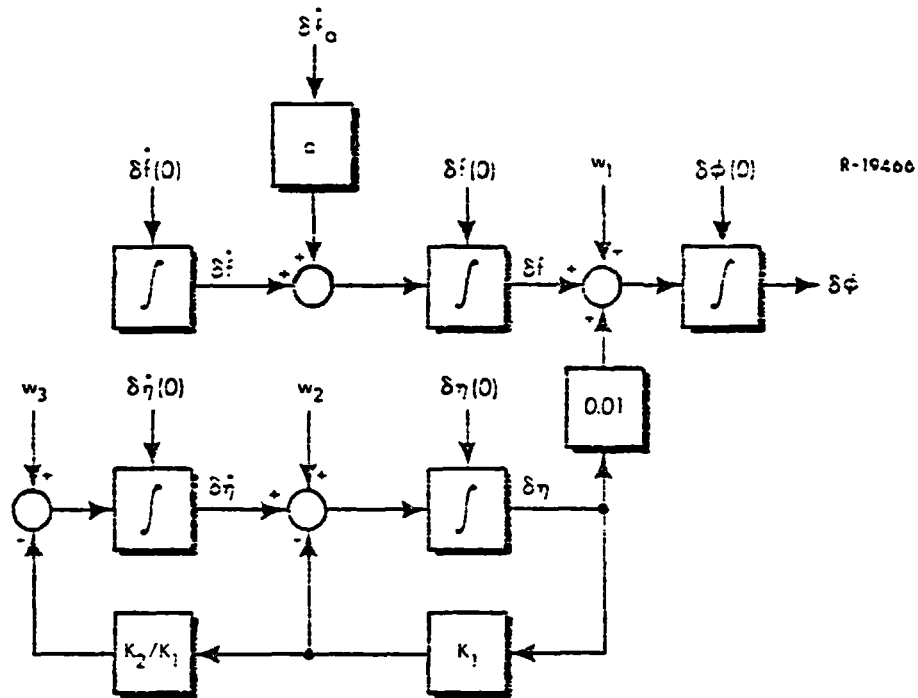 δḟₐ
a
δḟ(0)
δf(0)
w₁
δφ(0)
∫
δḟ
+
+
∫
δf
+
+
+
∫
δφ
w₃
δη̇(0)
w₂
δη(0)
0.01
+
-
∫
δη̇
+
+
-
∫
δη
K₂/K₁
K₁